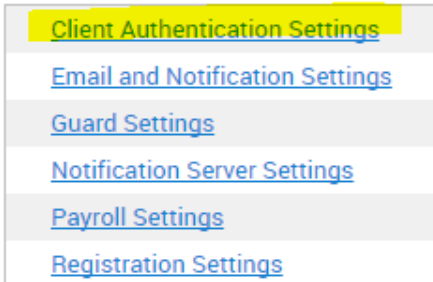 Client Authentication Settings
Email and Notification Settings
Guard Settings
Notification Server Settings
Payroll Settings
Registration Settings